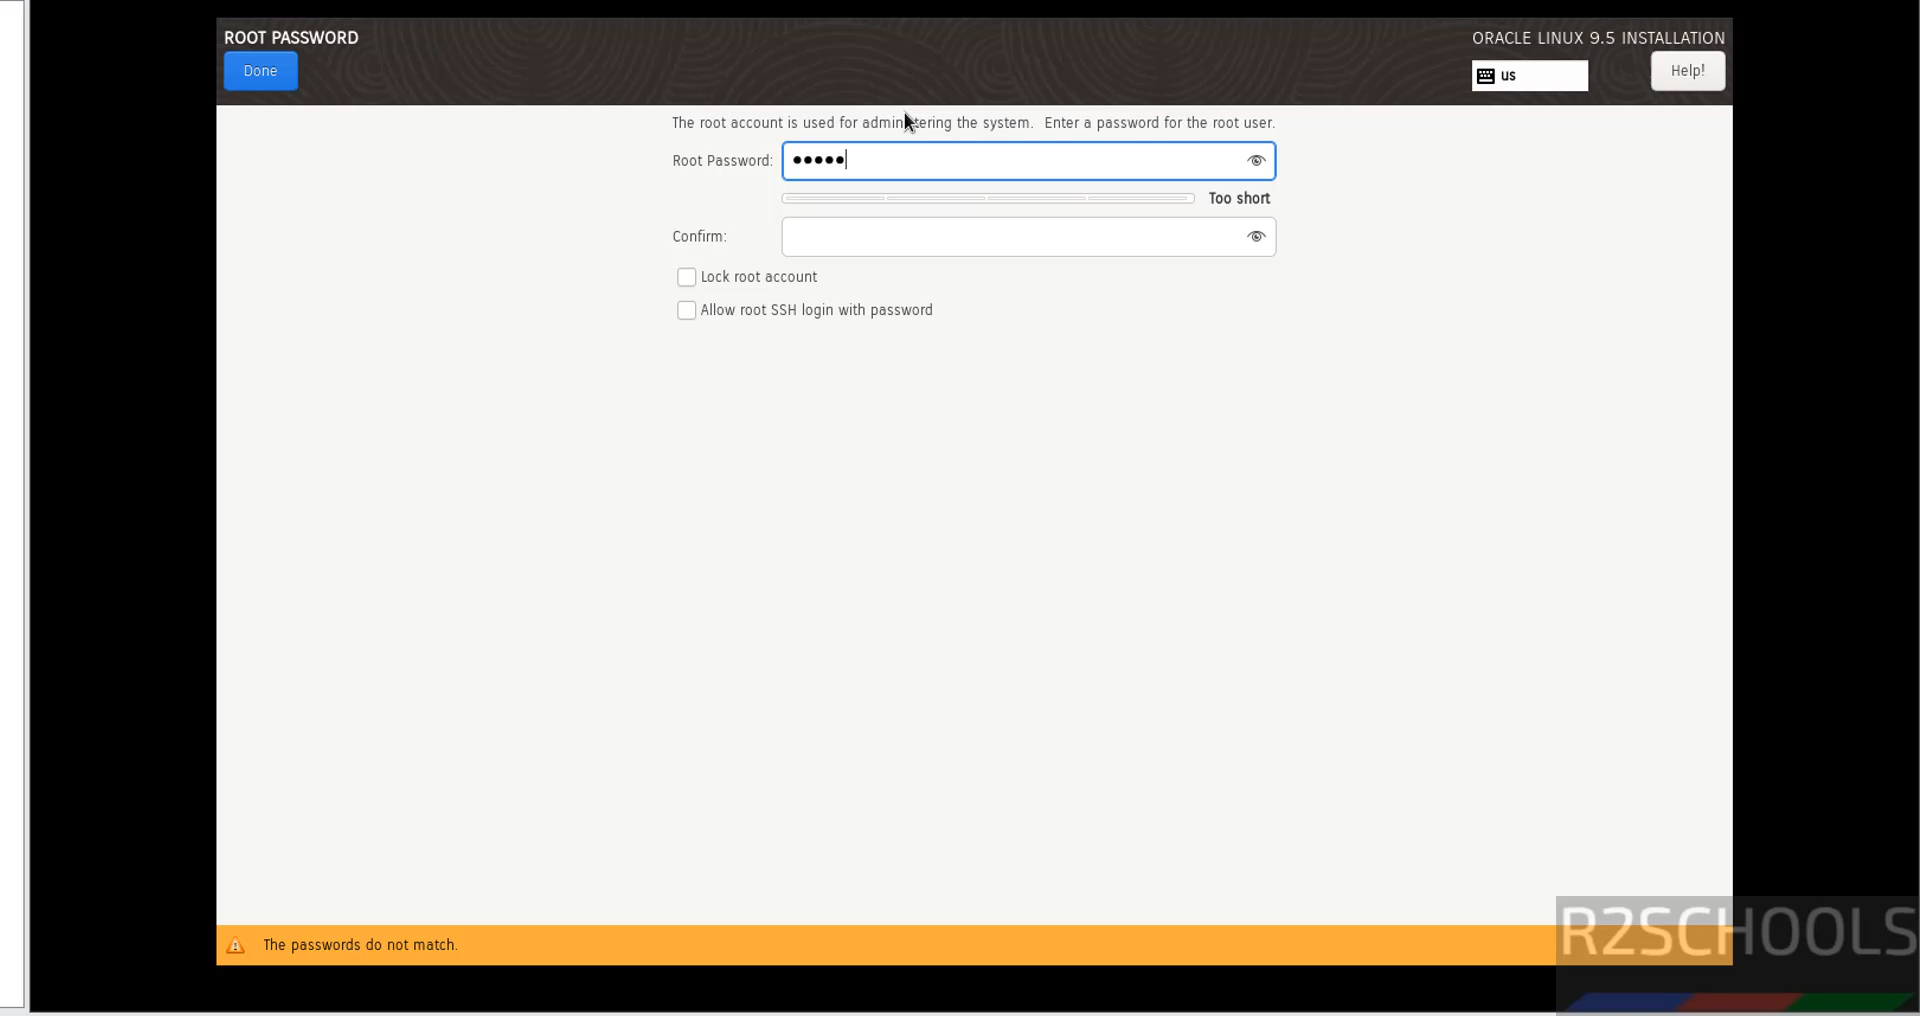 ROOT PASSWORD
ORACLE LINUX 9.5 INSTALLATION
Done
us
Help!
The root account is used for administering the system. Enter a password for the root user.
Root Password: •••••
Too short
Confirm:
Lock root account
Allow root SSH login with password
The passwords do not match.
R2SCHOOLS